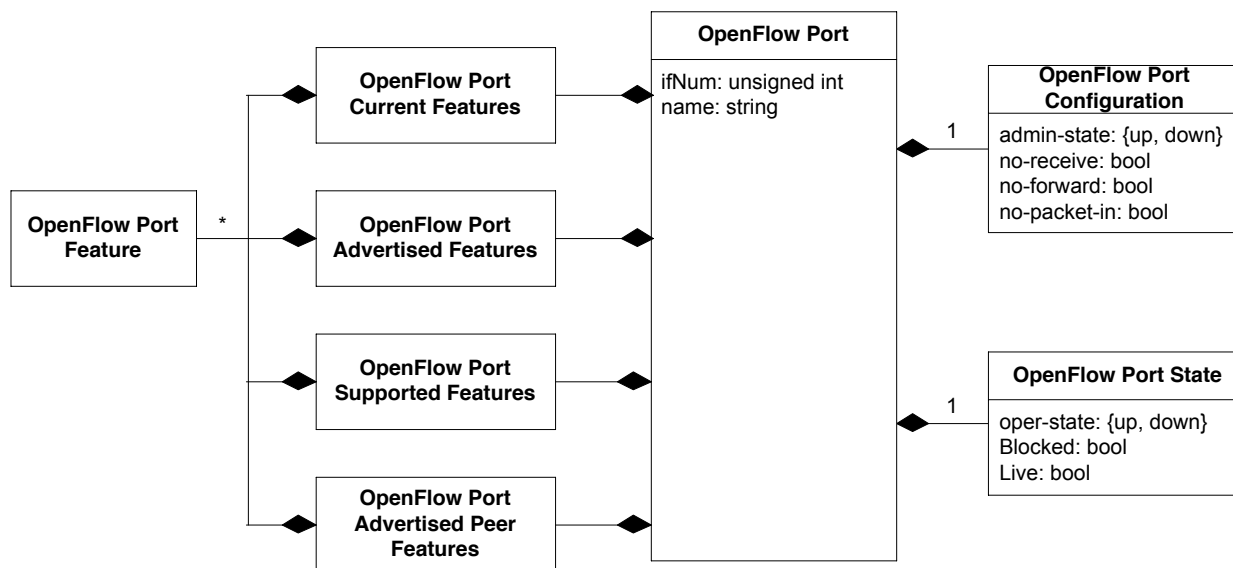 OpenFlow Port
Feature
*
OpenFlow Port
Current Features
OpenFlow Port
Advertised Features
OpenFlow Port
Supported Features
OpenFlow Port
Advertised Peer
Features
OpenFlow Port
ifNum: unsigned int
name: string
1
OpenFlow Port
Configuration
admin-state: {up, down}
no-receive: bool
no-forward: bool
no-packet-in: bool
1
OpenFlow Port State
oper-state: {up, down}
Blocked: bool
Live: bool